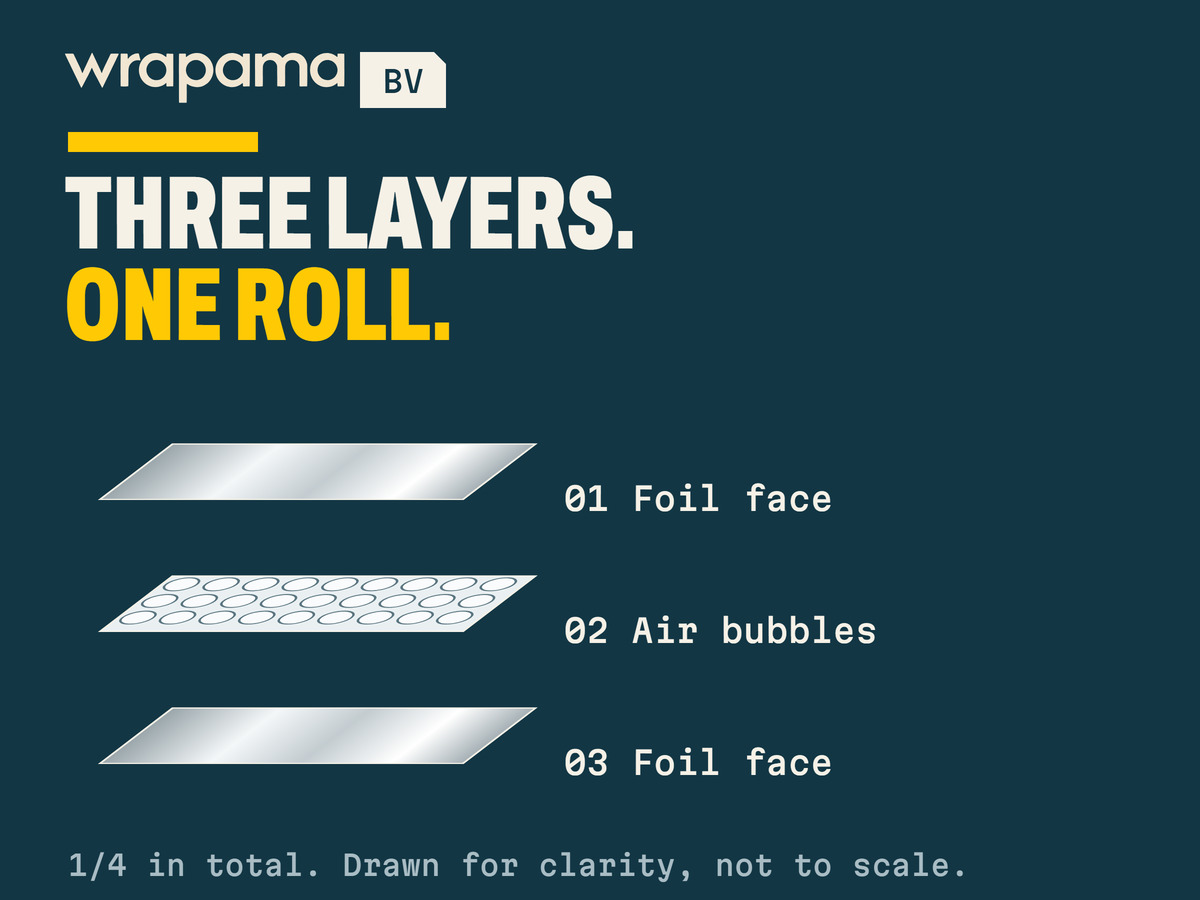 wrapama BV
THREE LAYERS.
ONE ROLL.
01 Foil face
02 Air bubbles
03 Foil face
1/4 in total. Drawn for clarity, not to scale.